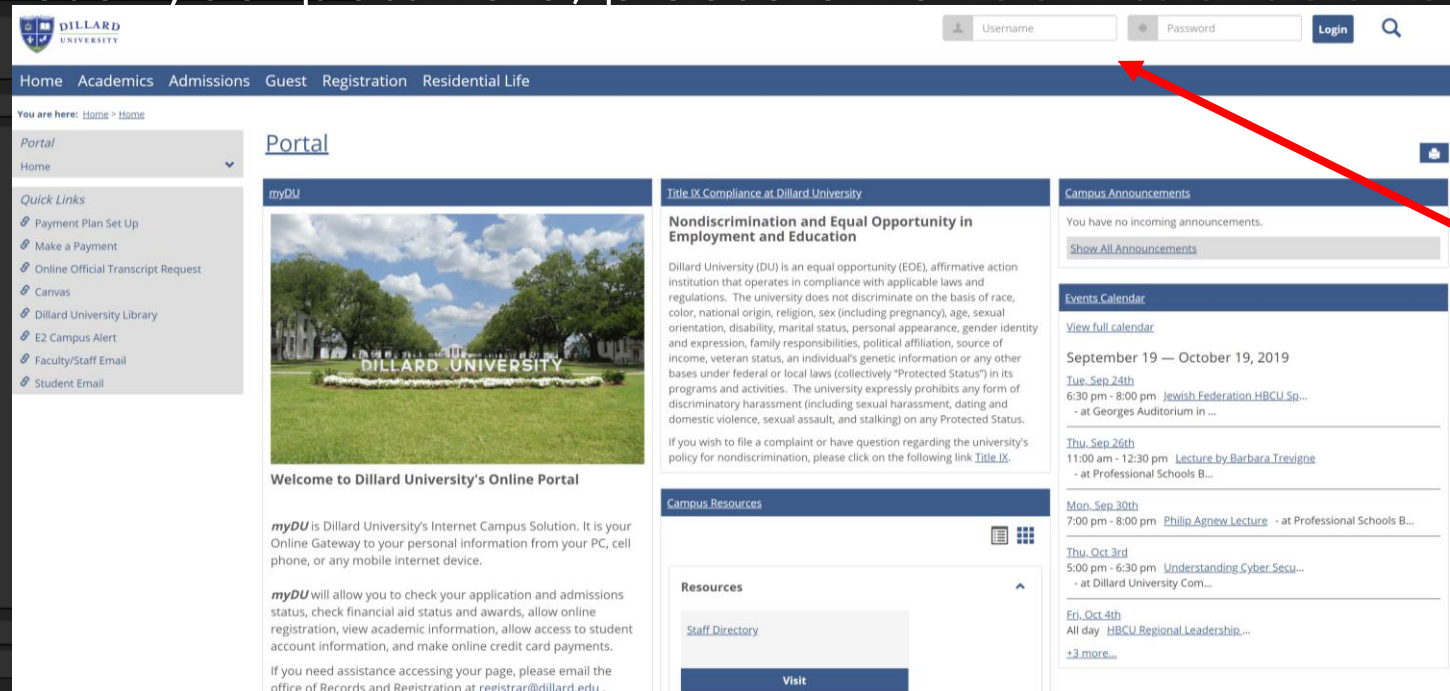 DILLARD
UNIVERSITY
Username
Password
Login
Home Academics Admissions Guest Registration Residential Life
You are here: Home > Home
Portal
Home
Quick Links
Payment Plan Set Up
Make a Payment
Online Official Transcript Request
Canvas
Dillard University Library
E2 Campus Alert
Faculty/Staff Email
Student Email
Portal
myDU
DILLARD UNIVERSITY
Welcome to Dillard University's Online Portal
myDU is Dillard University's Internet Campus Solution. It is your
Online Gateway to your personal information from your PC, cell
phone, or any mobile internet device.
myDU will allow you to check your application and admissions
status, check financial aid status and awards, allow online
registration, view academic information, allow access to student
account information, and make online credit card payments.
If you need assistance accessing your page, please email the
office of Records and Registration at registrar@dillard.edu .
Title IX Compliance at Dillard University
Nondiscrimination and Equal Opportunity in
Employment and Education
Dillard University (DU) is an equal opportunity (EOE), affirmative action
institution that operates in compliance with applicable laws and
regulations. The university does not discriminate on the basis of race,
color, national origin, religion, sex (including pregnancy), age, sexual
orientation, disability, marital status, personal appearance, gender identity
and expression, family responsibilities, political affiliation, source of
income, veteran status, an individual's genetic information or any other
bases under federal or local laws (collectively "Protected Status") in its
programs and activities. The university expressly prohibits any form of
discriminatory harassment (including sexual harassment, dating and
domestic violence, sexual assault, and stalking) on any Protected Status.
If you wish to file a complaint or have question regarding the university's
policy for nondiscrimination, please click on the following link Title IX.
Campus Resources
Resources
Staff Directory
Visit
Campus Announcements
You have no incoming announcements.
Show All Announcements
Events Calendar
View full calendar
September 19 — October 19, 2019
Tue, Sep 24th
6:30 pm - 8:00 pm Jewish Federation HBCU Sp...
- at Georges Auditorium in ...
Thu, Sep 26th
11:00 am - 12:30 pm Lecture by Barbara Trevigne
- at Professional Schools B...
Mon, Sep 30th
7:00 pm - 8:00 pm Philip Agnew Lecture - at Professional Schools B...
Thu, Oct 3rd
5:00 pm - 6:30 pm Understanding Cyber Secu...
- at Dillard University Com...
Fri, Oct 4th
All day HBCU Regional Leadership ...
+3 more...